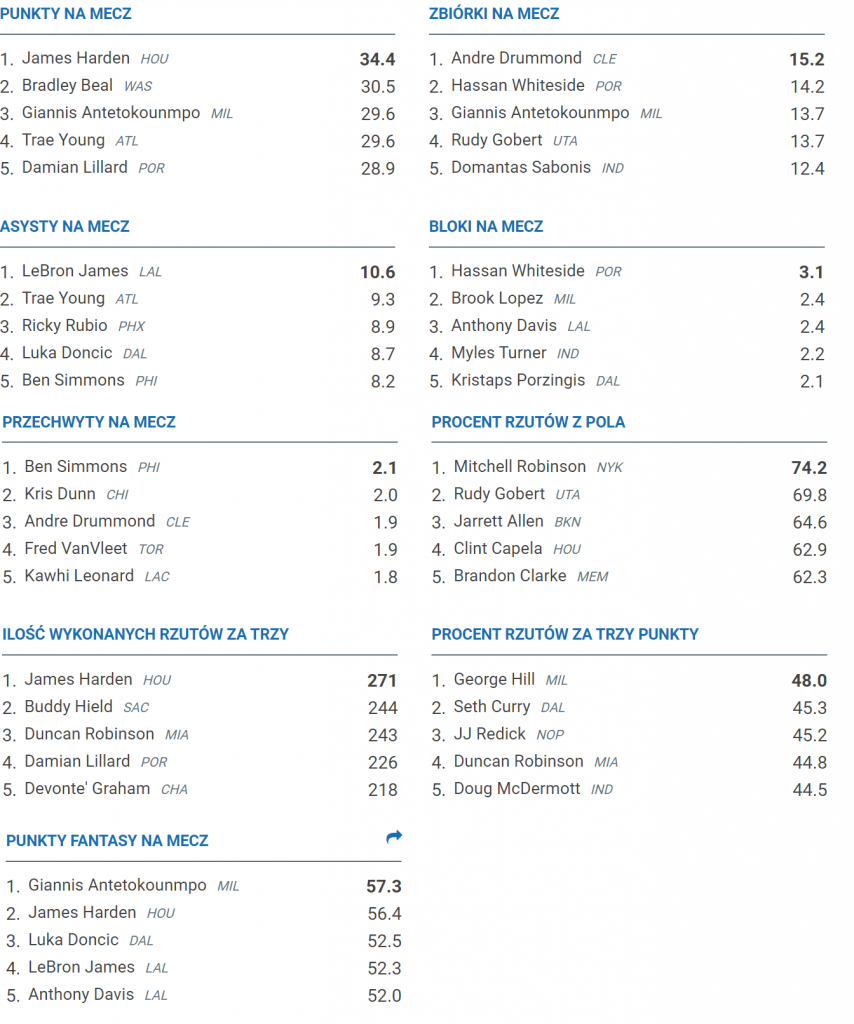 PUNKTY NA MECZ
1. James Harden HOU 34.4
2. Bradley Beal WAS 30.5
3. Giannis Antetokounmpo MIL 29.6
4. Trae Young ATL 29.6
5. Damian Lillard POR 28.9
ZBIÓRKI NA MECZ
1. Andre Drummond CLE 15.2
2. Hassan Whiteside POR 14.2
3. Giannis Antetokounmpo MIL 13.7
4. Rudy Gobert UTA 13.7
5. Domantas Sabonis IND 12.4
ASYSTY NA MECZ
1. LeBron James LAL 10.6
2. Trae Young ATL 9.3
3. Ricky Rubio PHX 8.9
4. Luka Doncic DAL 8.7
5. Ben Simmons PHI 8.2
BLOKI NA MECZ
1. Hassan Whiteside POR 3.1
2. Brook Lopez MIL 2.4
3. Anthony Davis LAL 2.4
4. Myles Turner IND 2.2
5. Kristaps Porzingis DAL 2.1
PRZECHWYTY NA MECZ
1. Ben Simmons PHI 2.1
2. Kris Dunn CHI 2.0
3. Andre Drummond CLE 1.9
4. Fred VanVleet TOR 1.9
5. Kawhi Leonard LAC 1.8
PROCENT RZUTÓW Z POLA
1. Mitchell Robinson NYK 74.2
2. Rudy Gobert UTA 69.8
3. Jarrett Allen BKN 64.6
4. Clint Capela HOU 62.9
5. Brandon Clarke MEM 62.3
ILOŚĆ WYKONANYCH RZUTÓW ZA TRZY
1. James Harden HOU 271
2. Buddy Hield SAC 244
3. Duncan Robinson MIA 243
4. Damian Lillard POR 226
5. Devonte' Graham CHA 218
PROCENT RZUTÓW ZA TRZY PUNKTY
1. George Hill MIL 48.0
2. Seth Curry DAL 45.3
3. JJ Redick NOP 45.2
4. Duncan Robinson MIA 44.8
5. Doug McDermott IND 44.5
PUNKTY FANTASY NA MECZ
1. Giannis Antetokounmpo MIL 57.3
2. James Harden HOU 56.4
3. Luka Doncic DAL 52.5
4. LeBron James LAL 52.3
5. Anthony Davis LAL 52.0